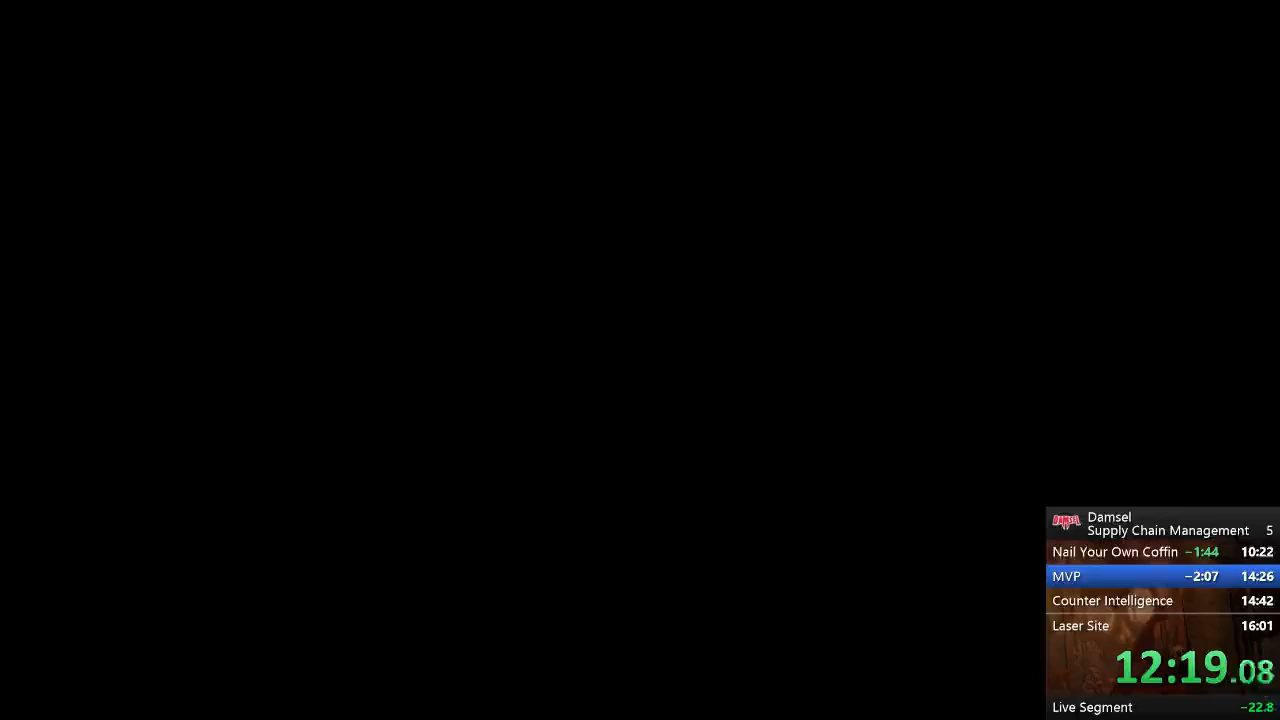 DAMSEL
Damsel
Supply Chain Management 5
Nail Your Own Coffin −1:44 10:22
MVP −2:07 14:26
Counter Intelligence 14:42
Laser Site 16:01
12:19.08
Live Segment −22.8